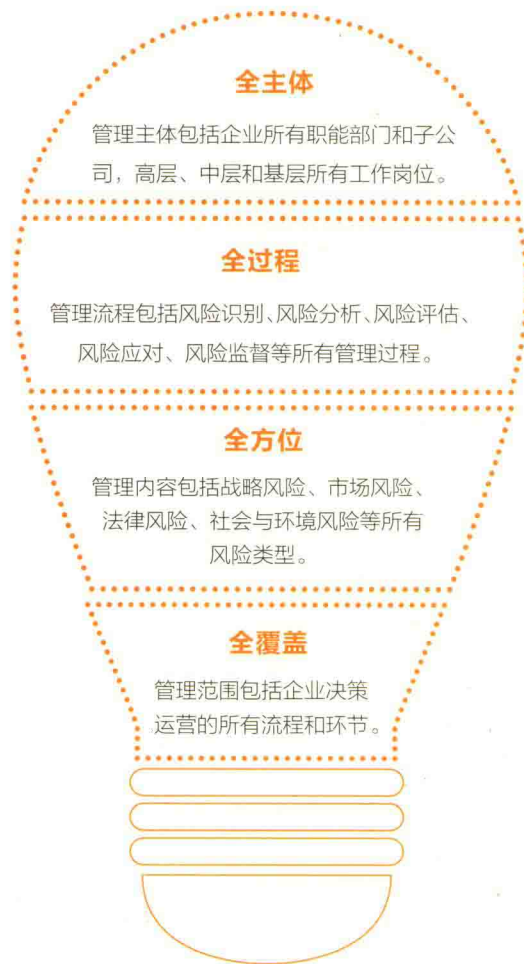 全主体
管理主体包括企业所有职能部门和子公
司，高层、中层和基层所有工作岗位。
全过程
管理流程包括风险识别、风险分析、风险评估、
风险应对、风险监督等所有管理过程。
全方位
管理内容包括战略风险、市场风险、
法律风险、社会与环境风险等所有
风险类型。
全覆盖
管理范围包括企业决策
运营的所有流程和环节。